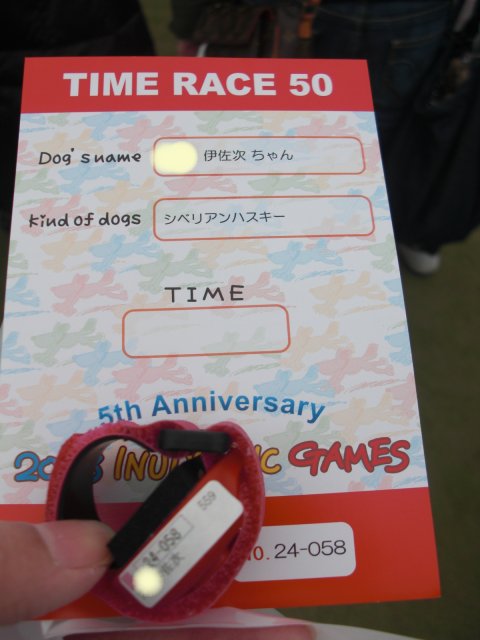 TIME RACE 50
Dog's name 伊佐次 ちゃん
Kind of dogs シベリアンハスキー
TIME
5th Anniversary
GAMES
559
24-058
NO. 24-058